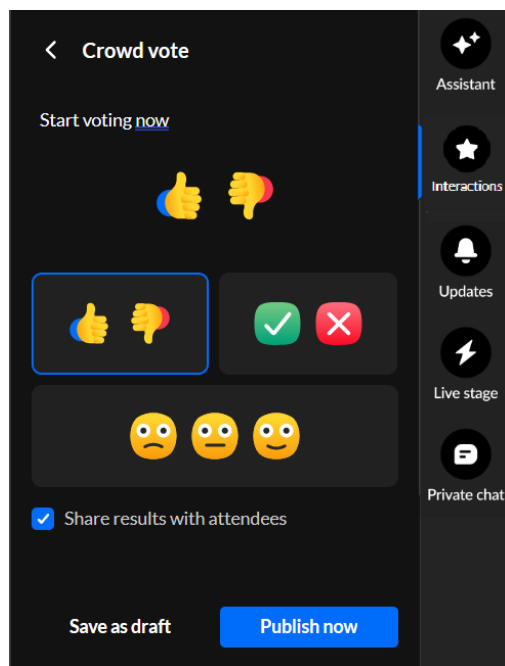 Crowd vote
Start voting now
Share results with attendees
Save as draft
Publish now
Assistant
Interactions
Updates
Live stage
Private chat